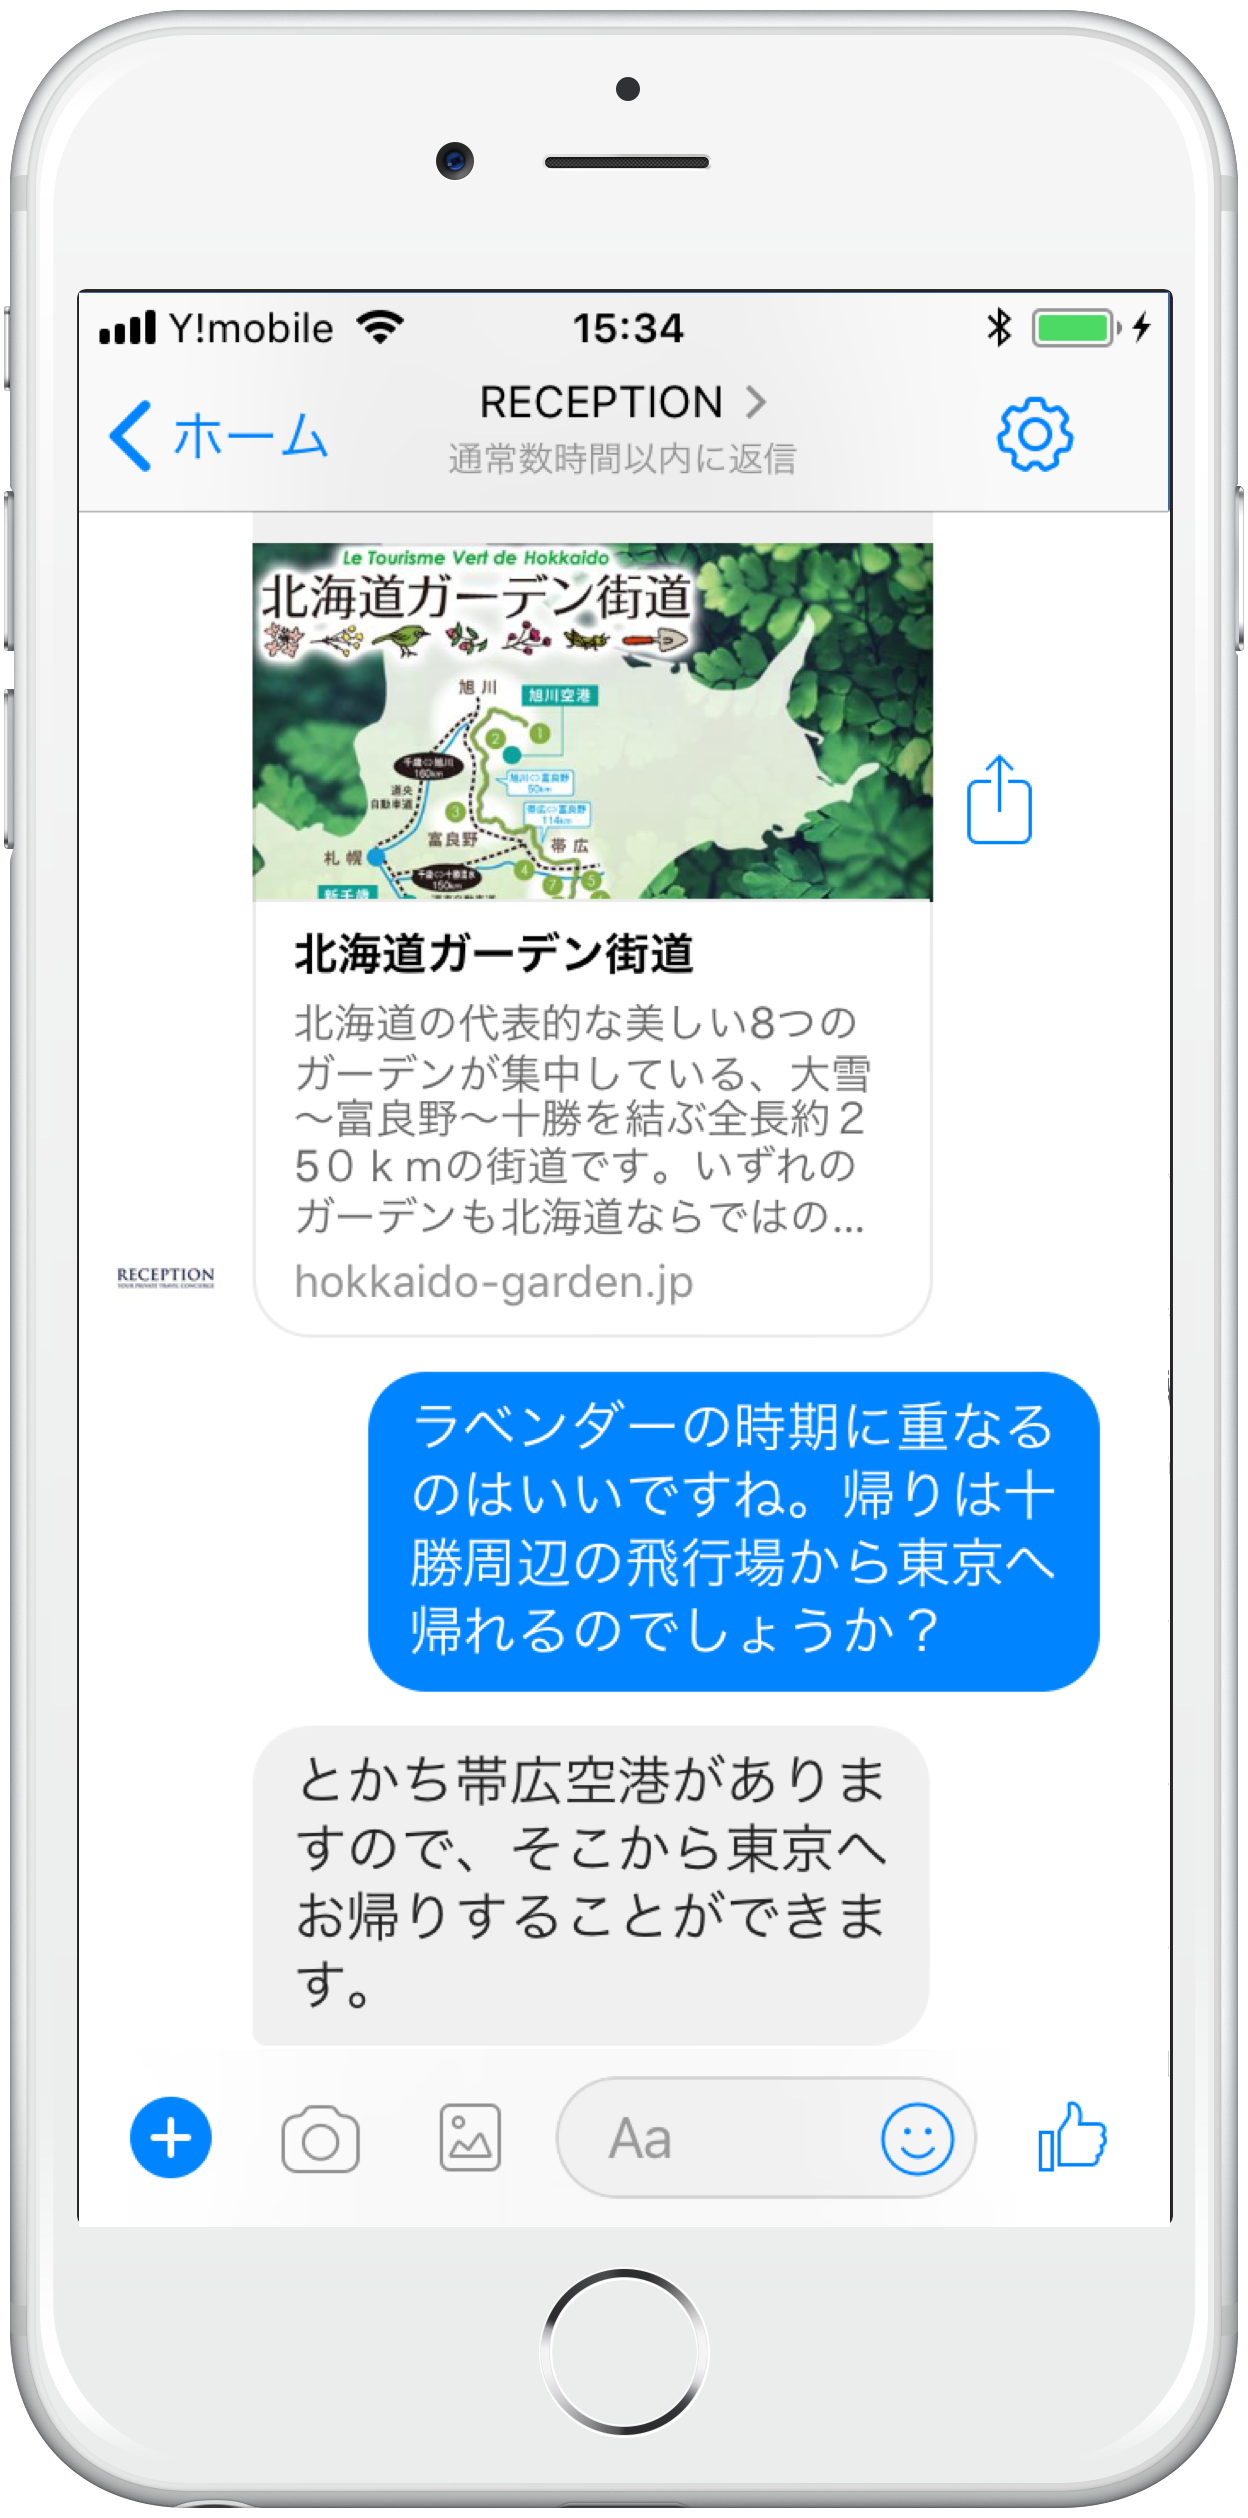 Y!mobile 15:34
ホーム
RECEPTION
通常数時間以内に返信
Le Tourisme Vert de Hokkaido
北海道ガーデン街道
旭川
旭川空港
1
2
千歳⇔旭川
160km
旭川⇔富良野
50km
道央
自動車道
3
帯広⇔富良野
114km
富良野
帯広
札幌
千歳⇔十勝清水
150km
4
7
5
新千歳
北海道ガーデン街道
北海道の代表的な美しい8つの
ガーデンが集中している、大雪
〜富良野〜十勝を結ぶ全長約２
5０ｋｍの街道です。いずれの
ガーデンも北海道ならではの...
hokkaido-garden.jp
RECEPTION
YOUR PRIVATE TRAVEL CONCIERGE
ラベンダーの時期に重なる
のはいいですね。帰りは十
勝周辺の飛行場から東京へ
帰れるのでしょうか？
とかち帯広空港がありま
すので、そこから東京へ
お帰りすることができま
す。
Aa